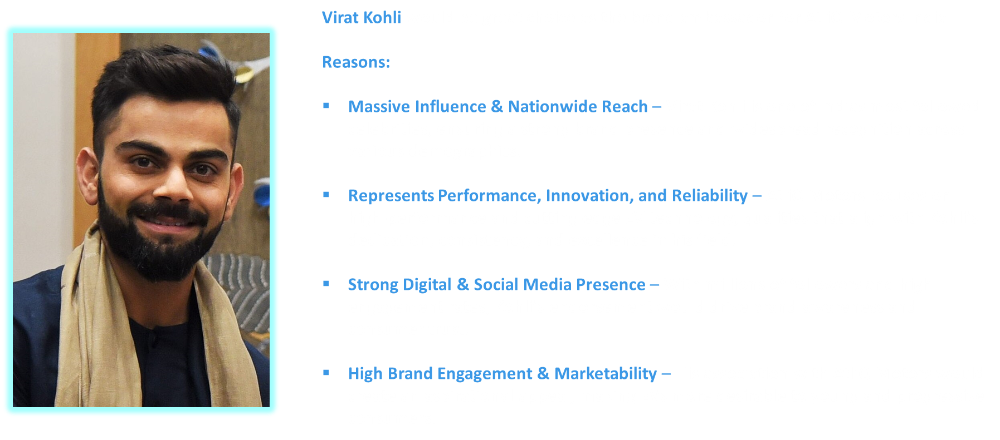 Virat Kohli
Reasons:
▪ Massive Influence & Nationwide Reach –
▪ Represents Performance, Innovation, and Reliability –
▪ Strong Digital & Social Media Presence –
▪ High Brand Engagement & Marketability –